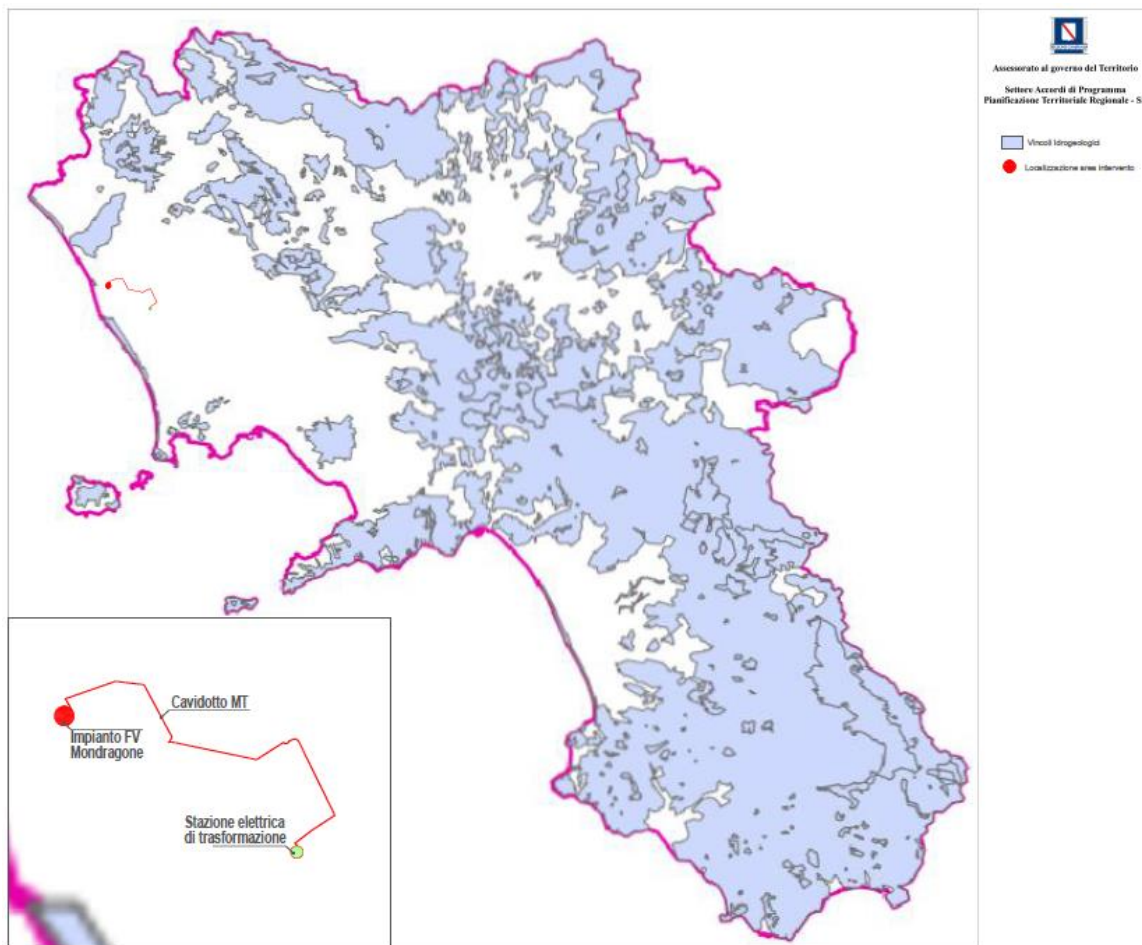 Assessorato al governo del Territorio
Settore Accordi di Programma
Pianificazione Territoriale Regionale - S
Vincoli Idrogeologici
Localizzazione area intervento
Cavidotto MT
Impianto FV
Mondragone
Stazione elettrica
di trasformazione